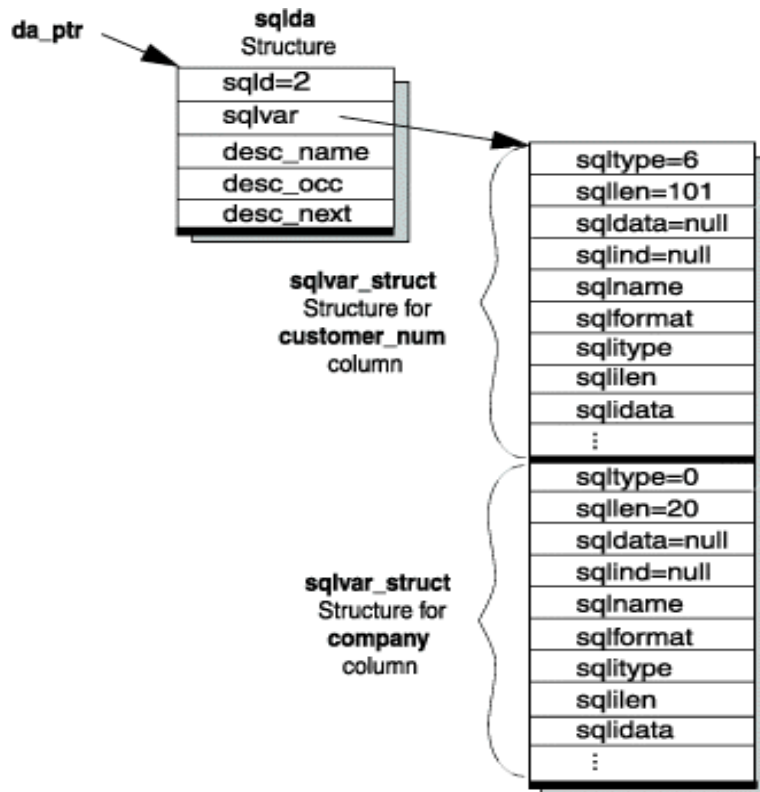 da_ptr
sqlda
Structure
sqld=2
sqlvar
desc_name
desc_occ
desc_next
sqlvar_struct
Structure for
customer_num
column
sqltype=6
sqllen=101
sqldata=null
sqlind=null
sqlname
sqlformat
sqlitype
sqlilen
sqlidata
⋮
sqlvar_struct
Structure for
company
column
sqltype=0
sqllen=20
sqldata=null
sqlind=null
sqlname
sqlformat
sqlitype
sqlilen
sqlidata
⋮